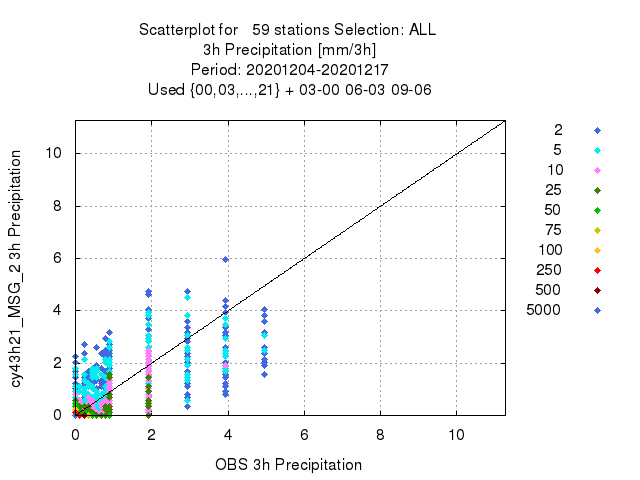 Scatterplot for 59 stations Selection: ALL
3h Precipitation [mm/3h]
Period: 20201204-20201217
Used {00,03,...,21} + 03-00 06-03 09-06
cy43h21_MSG_2 3h Precipitation
10
8
6
4
2
0
0 2 4 6 8 10
OBS 3h Precipitation
2
5
10
25
50
75
100
250
500
5000